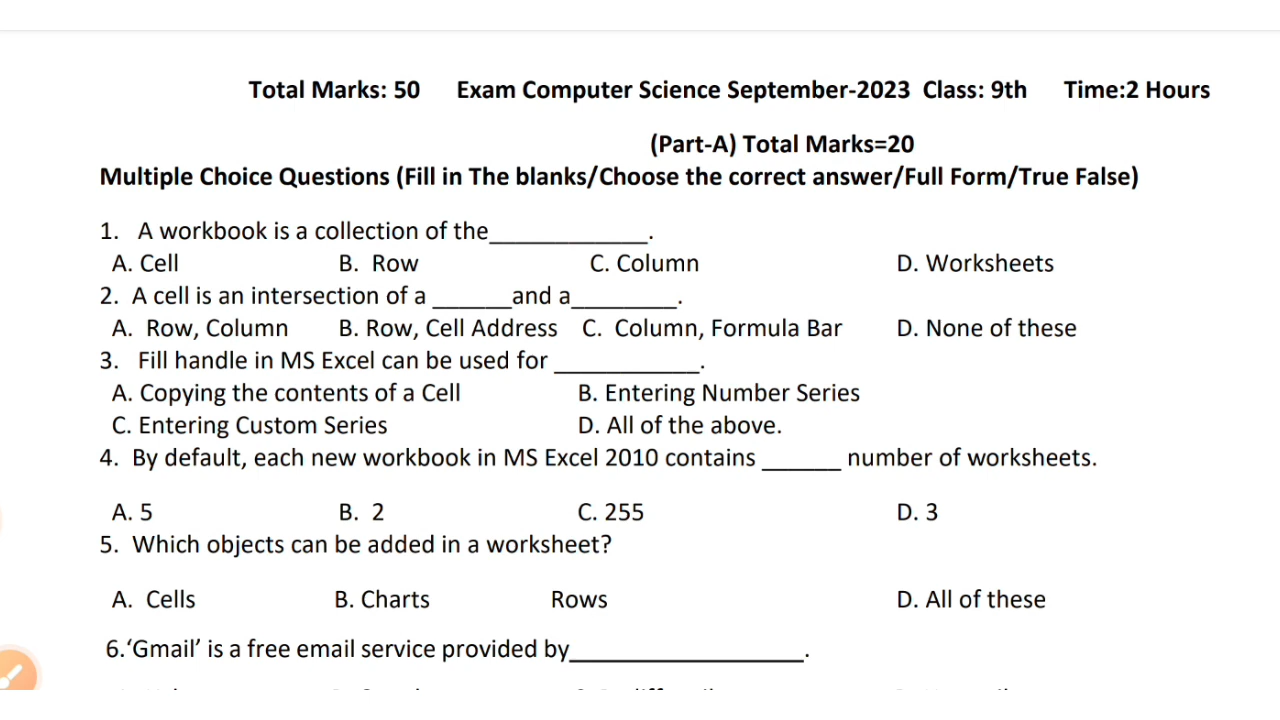 Total Marks: 50 Exam Computer Science September-2023 Class: 9th Time:2 Hours
(Part-A) Total Marks=20
Multiple Choice Questions (Fill in The blanks/Choose the correct answer/Full Form/True False)
1. A workbook is a collection of the____________.
A. Cell B. Row C. Column D. Worksheets
2. A cell is an intersection of a ______and a________.
A. Row, Column B. Row, Cell Address C. Column, Formula Bar D. None of these
3. Fill handle in MS Excel can be used for ___________.
A. Copying the contents of a Cell B. Entering Number Series
C. Entering Custom Series D. All of the above.
4. By default, each new workbook in MS Excel 2010 contains ______ number of worksheets.
A. 5 B. 2 C. 255 D. 3
5. Which objects can be added in a worksheet?
A. Cells B. Charts Rows D. All of these
6.‘Gmail’ is a free email service provided by__________________.